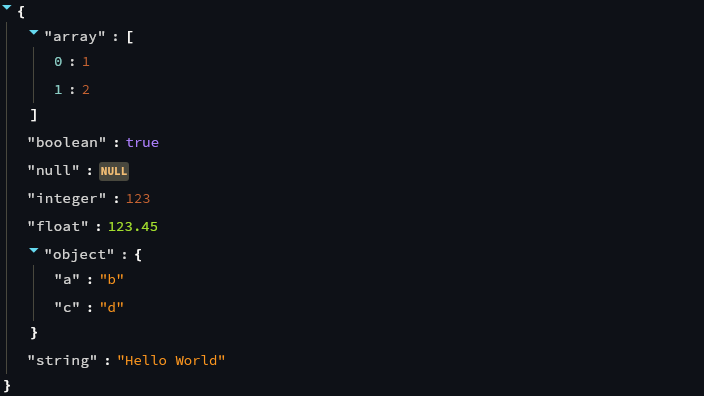 {
"array" : [
0 : 1
1 : 2
]
"boolean" : true
"null" : NULL
"integer" : 123
"float" : 123.45
"object" : {
"a" : "b"
"c" : "d"
}
"string" : "Hello World"
}